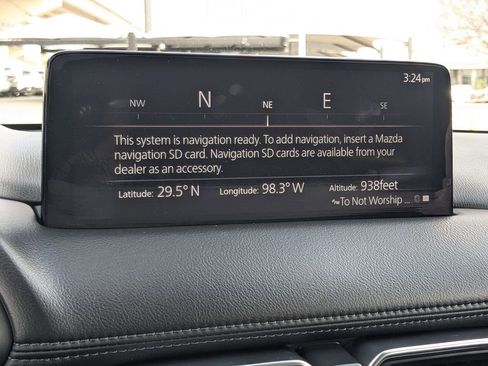 3:24pm
NW N NE E SE
This system is navigation ready. To add navigation, insert a Mazda
navigation SD card. Navigation SD cards are available from your
dealer as an accessory.
Latitude: 29.5° N Longitude: 98.3° W Altitude: 938feet
To Not Worship ...